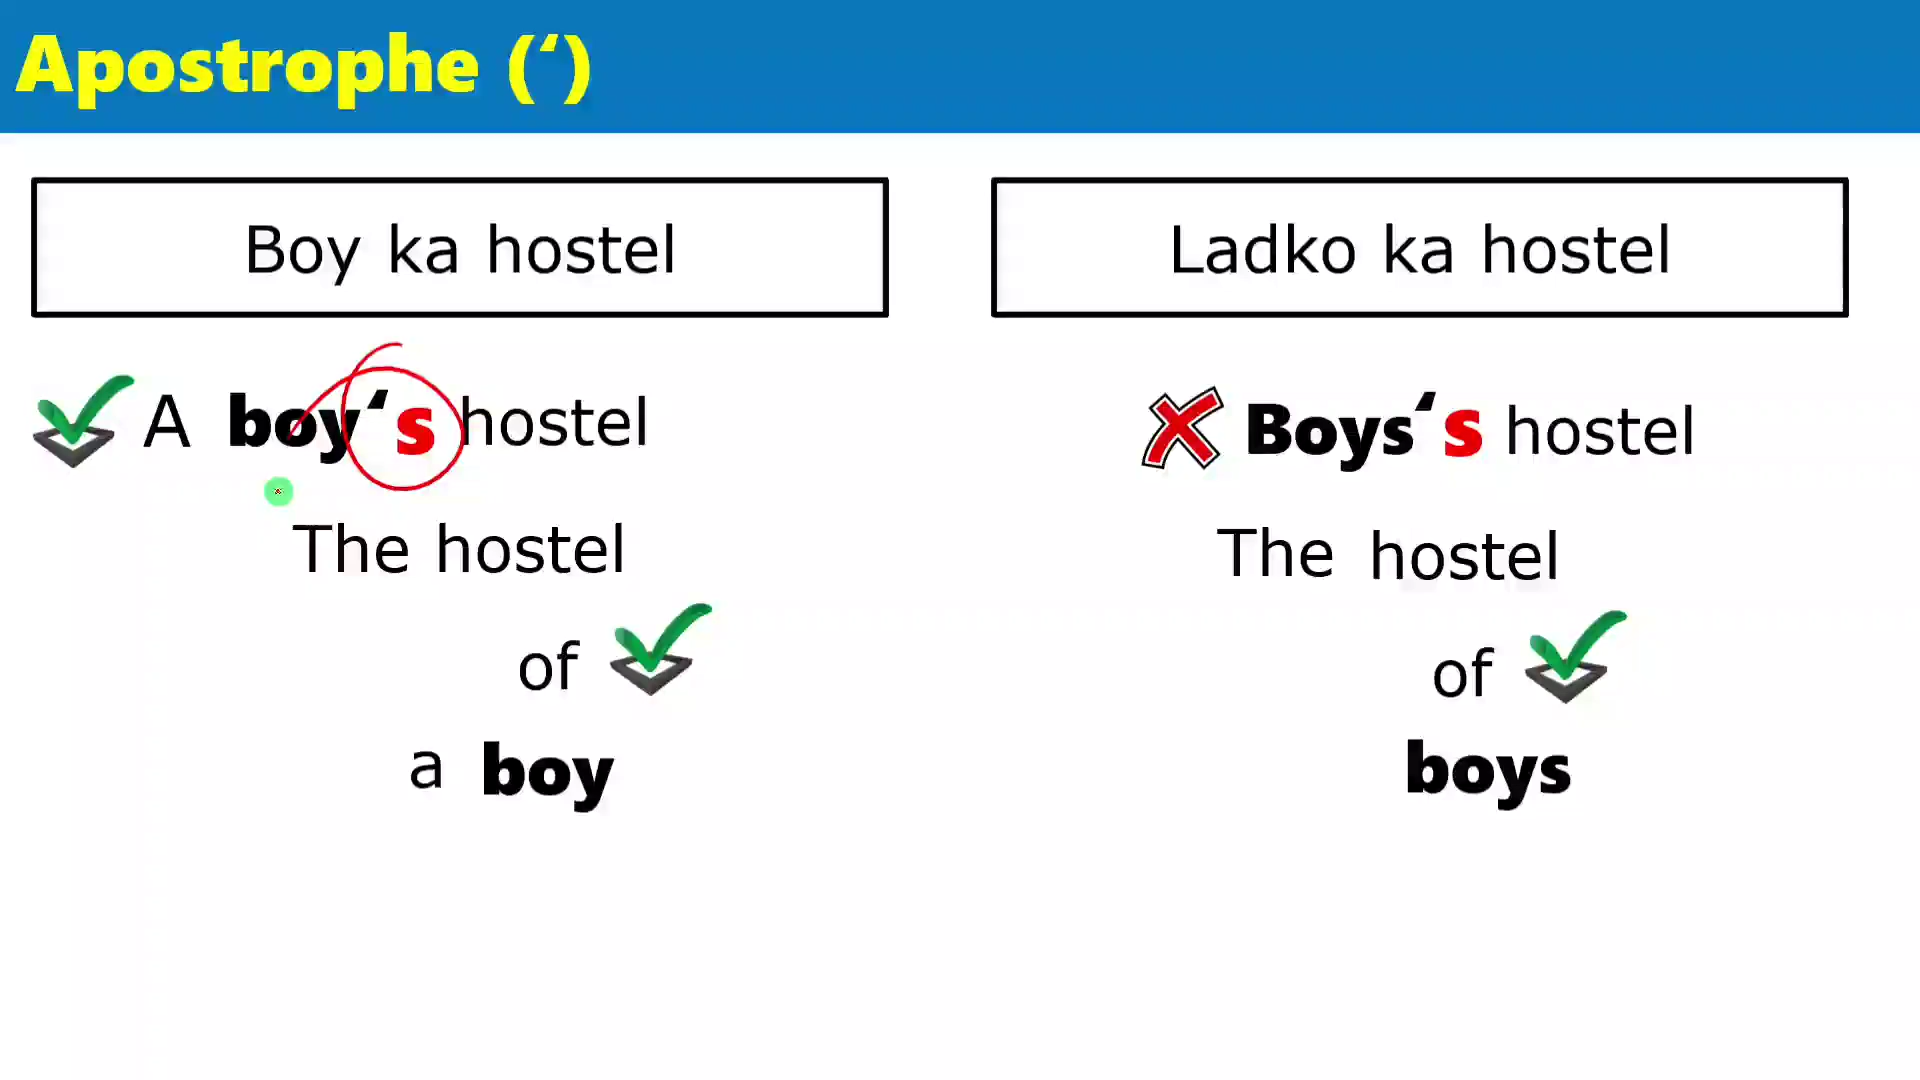 Apostrophe (‘)
Boy ka hostel
A boy‘s hostel
The hostel
of
a boy
Ladko ka hostel
Boys‘s hostel
The hostel
of
boys